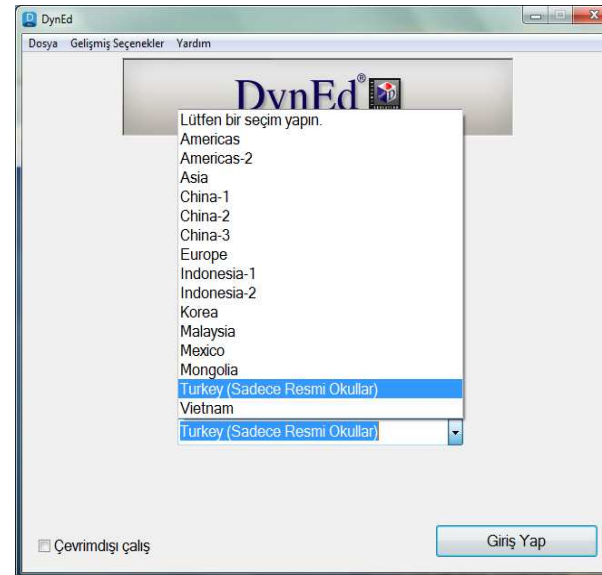 DynEd
Dosya Gelişmiş Seçenekler Yardım
DynEd®
Lütfen bir seçim yapın.
Americas
Americas-2
Asia
China-1
China-2
China-3
Europe
Indonesia-1
Indonesia-2
Korea
Malaysia
Mexico
Mongolia
Turkey (Sadece Resmi Okullar)
Vietnam
Turkey (Sadece Resmi Okullar)
Çevrimdışı çalış
Giriş Yap